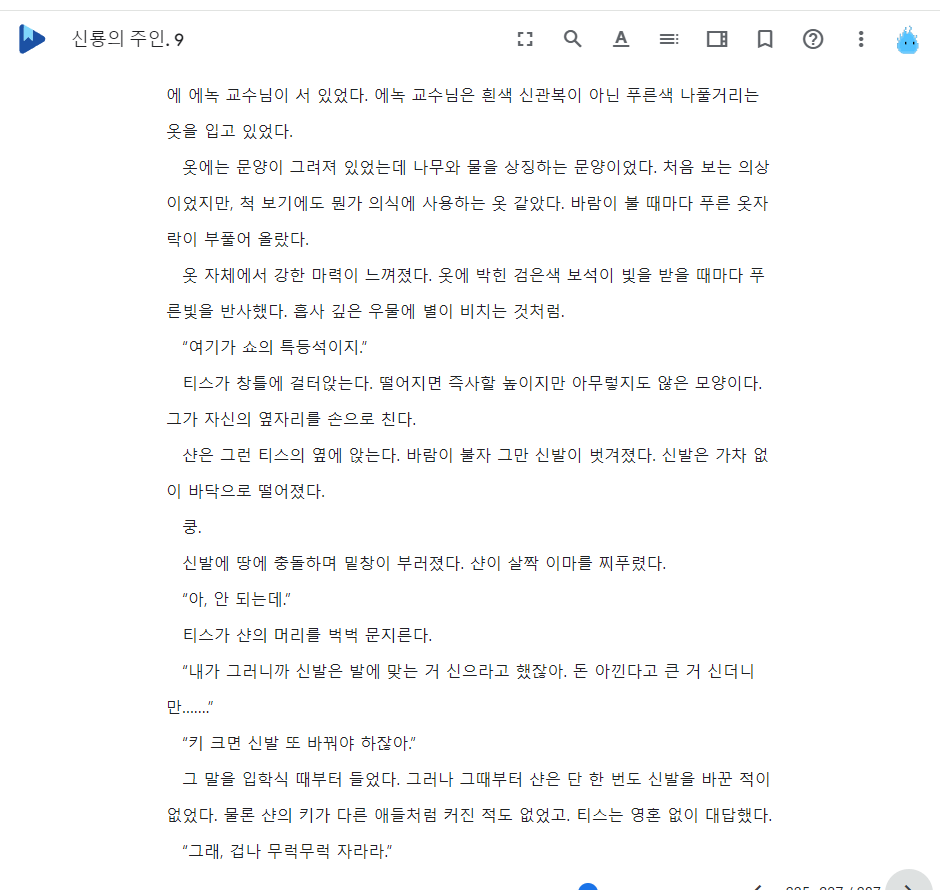 신룡의 주인. 9
에 에녹 교수님이 서 있었다. 에녹 교수님은 흰색 신관복이 아닌 푸른색 나풀거리는
옷을 입고 있었다.
옷에는 문양이 그려져 있었는데 나무와 물을 상징하는 문양이었다. 처음 보는 의상
이었지만, 척 보기에도 뭔가 의식에 사용하는 옷 같았다. 바람이 불 때마다 푸른 옷자
락이 부풀어 올랐다.
옷 자체에서 강한 마력이 느껴졌다. 옷에 박힌 검은색 보석이 빛을 받을 때마다 푸
른빛을 반사했다. 흡사 깊은 우물에 별이 비치는 것처럼.
“여기가 쇼의 특등석이지.”
티스가 창틀에 걸터앉는다. 떨어지면 즉사할 높이지만 아무렇지도 않은 모양이다.
그가 자신의 옆자리를 손으로 친다.
샨은 그런 티스의 옆에 앉는다. 바람이 불자 그만 신발이 벗겨졌다. 신발은 가차 없
이 바닥으로 떨어졌다.
쿵.
신발에 땅에 충돌하며 밑창이 부러졌다. 샨이 살짝 이마를 찌푸렸다.
“아, 안 되는데.”
티스가 샨의 머리를 벅벅 문지른다.
“내가 그러니까 신발은 발에 맞는 거 신으라고 했잖아. 돈 아낀다고 큰 거 신더니
만…….”
“키 크면 신발 또 바꿔야 하잖아.”
그 말을 입학식 때부터 들었다. 그러나 그때부터 샨은 단 한 번도 신발을 바꾼 적이
없었다. 물론 샨의 키가 다른 애들처럼 커진 적도 없었고. 티스는 영혼 없이 대답했다.
“그래, 겁나 무럭무럭 자라라.”